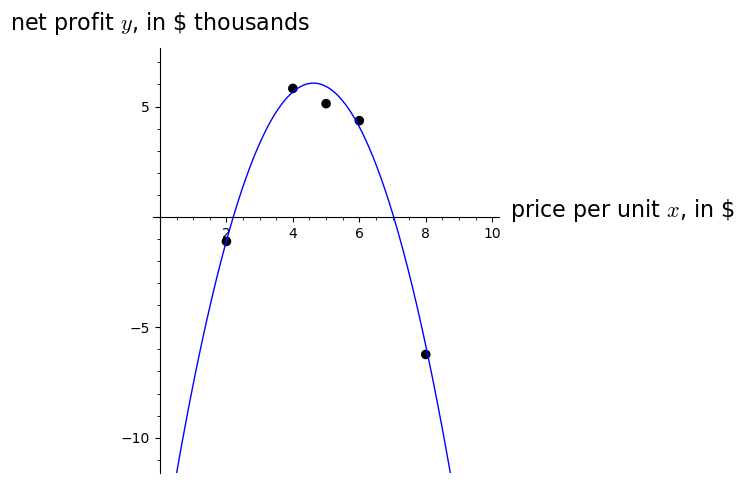 net profit y, in $ thousands
5
price per unit x, in $
2 4 6 8 10
−5
−10